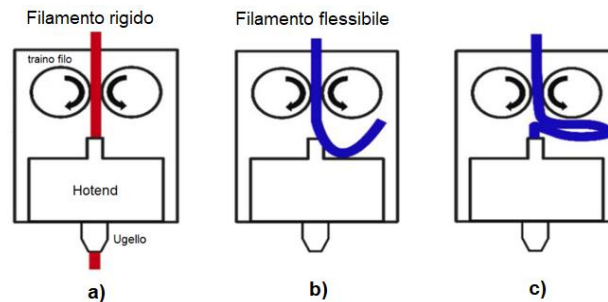 Filamento rigido
Filamento flessibile
traino filo
Hotend
Ugello
a)
b)
c)